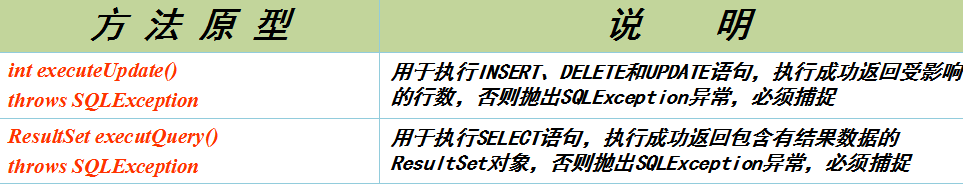 方 法 原 型
说 明
int executeUpdate()
throws SQLException
用于执行INSERT、DELETE和UPDATE语句，执行成功返回受影响
的行数，否则抛出SQLException异常，必须捕捉
ResultSet executQuery()
throws SQLException
用于执行SELECT语句，执行成功返回包含有结果数据的
ResultSet对象，否则抛出SQLException异常，必须捕捉